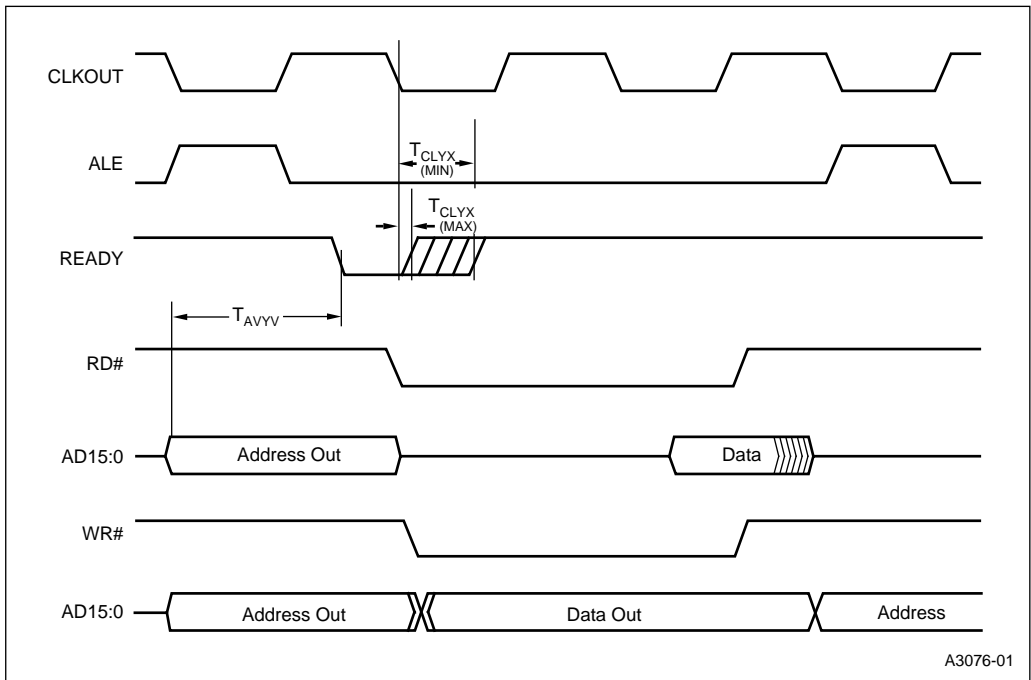 CLKOUT
ALE
TCLYX
(MIN)
TCLYX
(MAX)
READY
TAVYV
RD#
AD15:0
Address Out
Data
WR#
AD15:0
Address Out
Data Out
Address
A3076-01